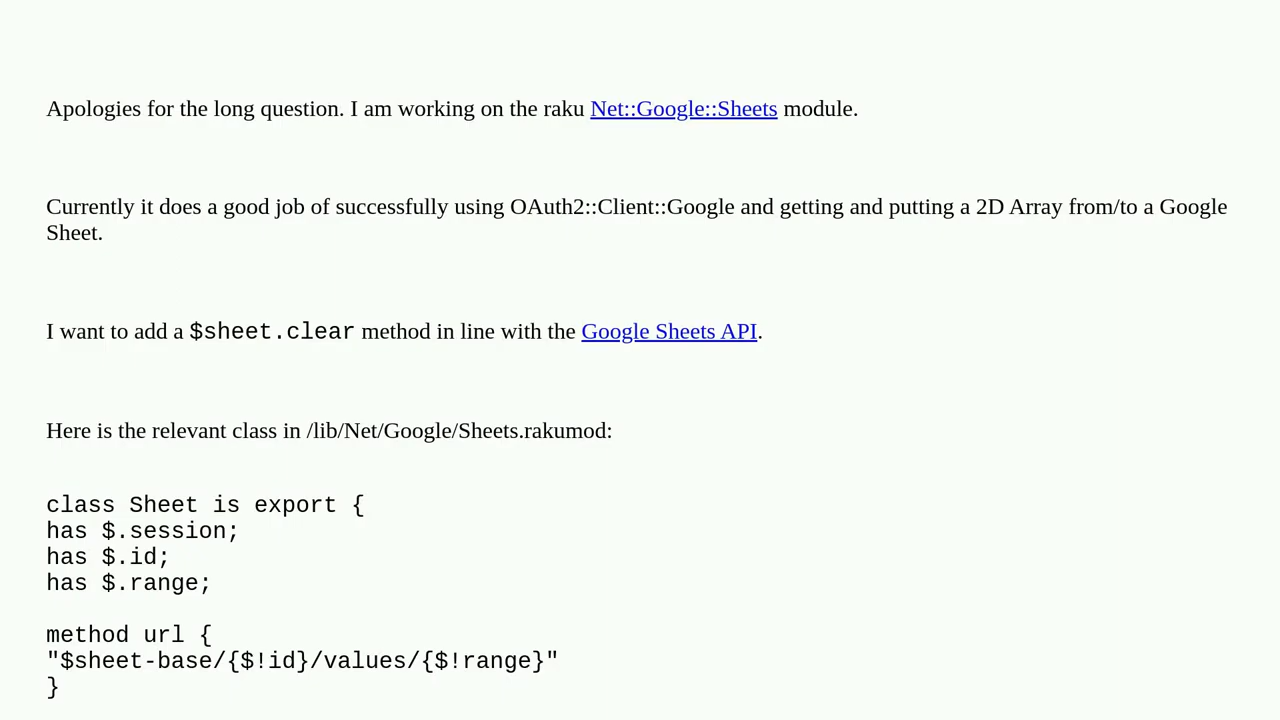 Apologies for the long question. I am working on the raku Net::Google::Sheets module.
Currently it does a good job of successfully using OAuth2::Client::Google and getting and putting a 2D Array from/to a Google
Sheet.
I want to add a $sheet.clear method in line with the Google Sheets API.
Here is the relevant class in /lib/Net/Google/Sheets.rakumod:
class Sheet is export {
has $.session;
has $.id;
has $.range;
method url {
"$sheet-base/{$!id}/values/{$!range}"
}